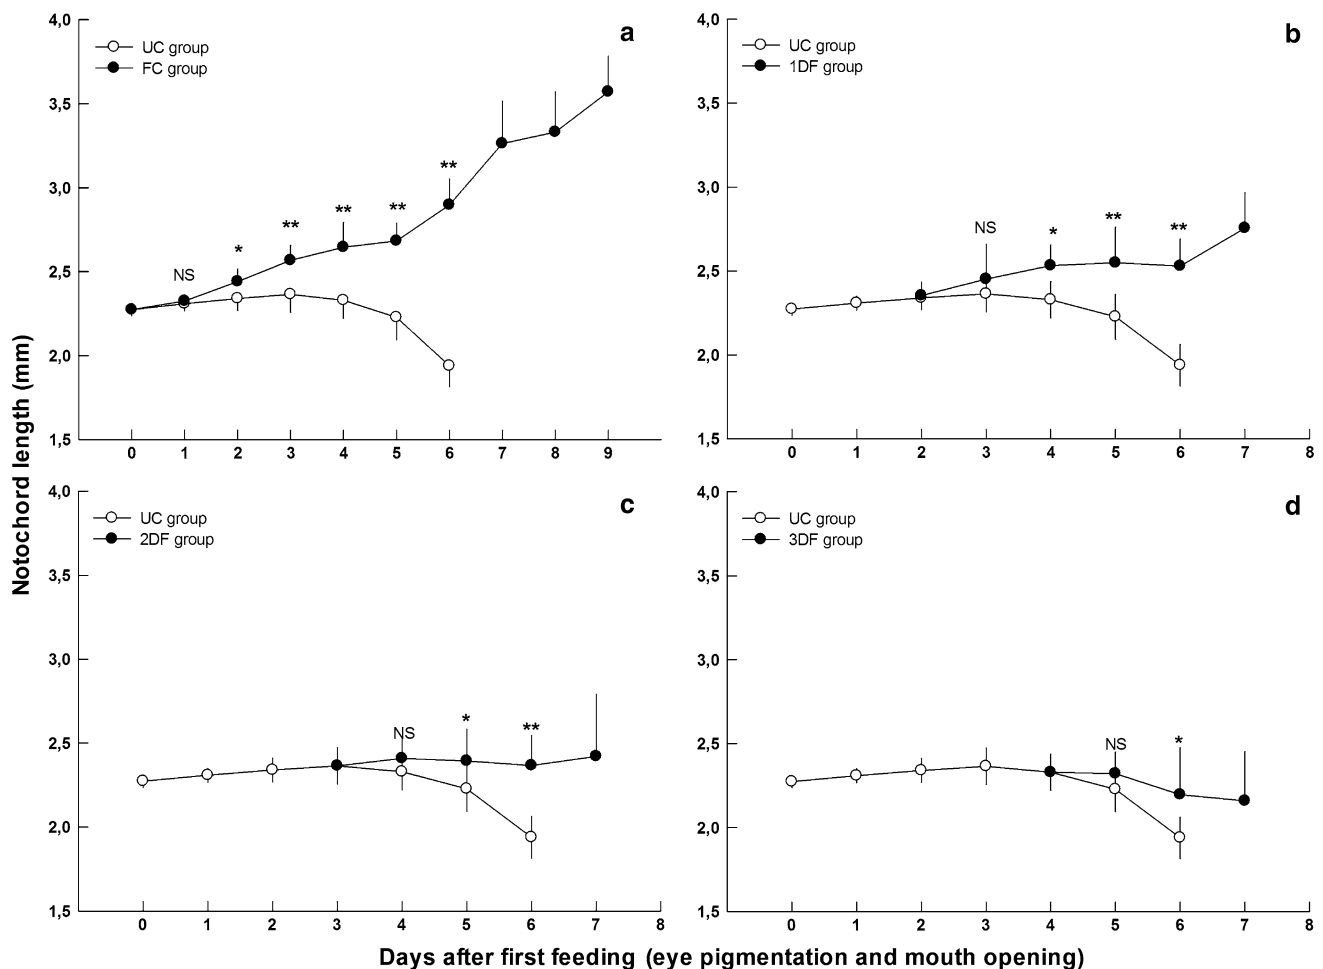 4,0
3,5
3,0
2,5
2,0
1,5
UC group
FC group
a
NS
*
**
**
**
**
0 1 2 3 4 5 6 7 8 9
4,0
3,5
3,0
2,5
2,0
1,5
UC group
1DF group
b
NS
*
**
**
0 1 2 3 4 5 6 7 8
Notochord length (mm)
4,0
3,5
3,0
2,5
2,0
1,5
UC group
2DF group
c
NS
*
**
0 1 2 3 4 5 6 7 8
4,0
3,5
3,0
2,5
2,0
1,5
UC group
3DF group
d
NS
*
0 1 2 3 4 5 6 7 8
Days after first feeding (eye pigmentation and mouth opening)